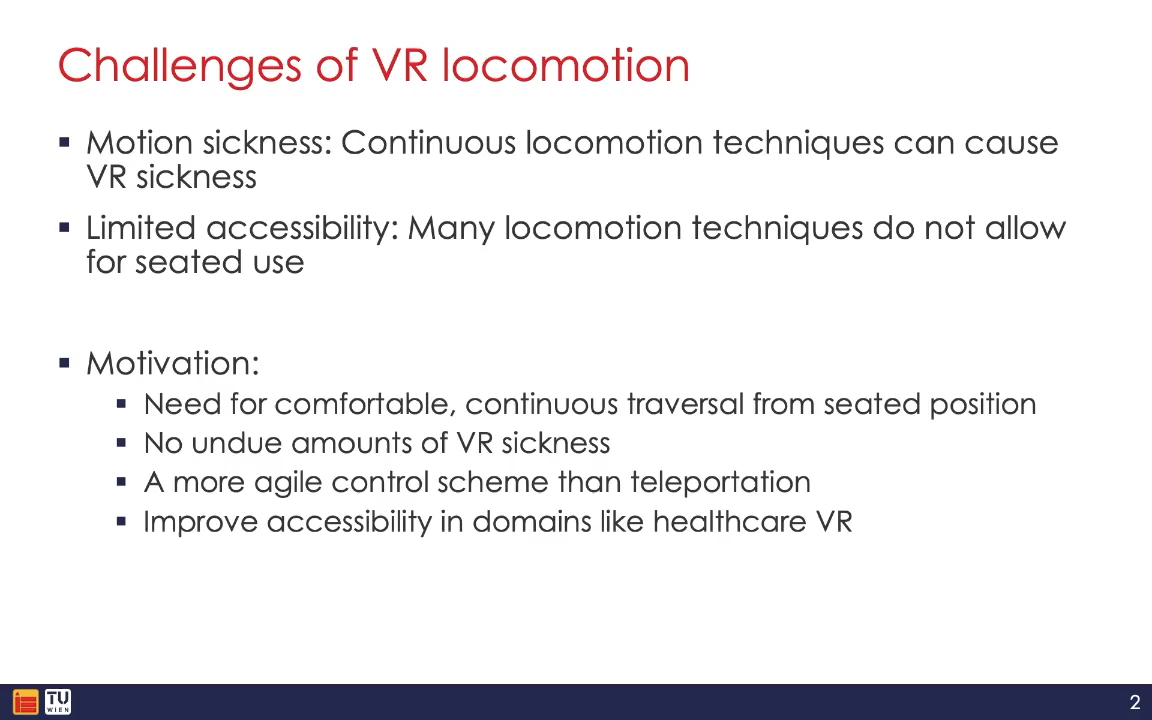 Challenges of VR locomotion
▪ Motion sickness: Continuous locomotion techniques can cause
VR sickness
▪ Limited accessibility: Many locomotion techniques do not allow
for seated use
▪ Motivation:
▪ Need for comfortable, continuous traversal from seated position
▪ No undue amounts of VR sickness
▪ A more agile control scheme than teleportation
▪ Improve accessibility in domains like healthcare VR
TU
WIEN
2